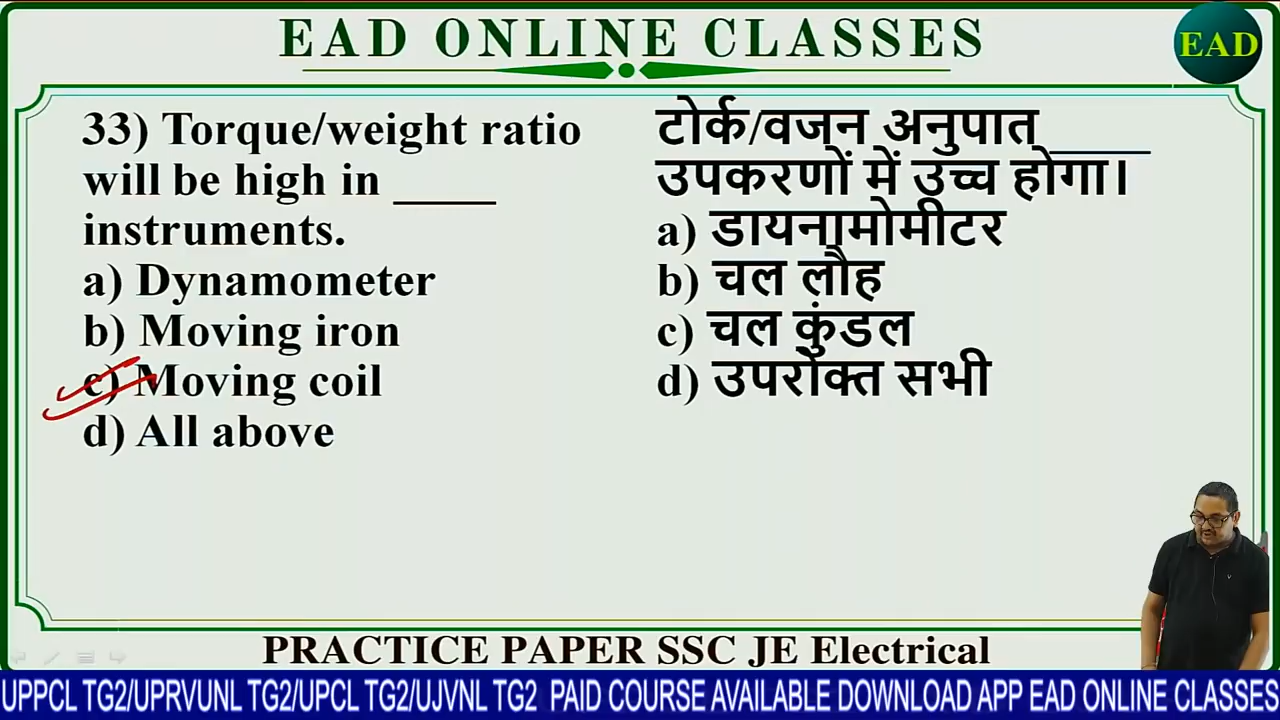 EAD ONLINE CLASSES
EAD
33) Torque/weight ratio
will be high in ____
instruments.
a) Dynamometer
b) Moving iron
c) Moving coil
d) All above
टोर्क/वजन अनुपात ____
उपकरणों में उच्च होगा।
a) डायनामोमीटर
b) चल लौह
c) चल कुंडल
d) उपरोक्त सभी
PRACTICE PAPER SSC JE Electrical
UPPCL TG2/UPRVUNL TG2/UPCL TG2/UJVNL TG2 PAID COURSE AVAILABLE DOWNLOAD APP EAD ONLINE CLASSES